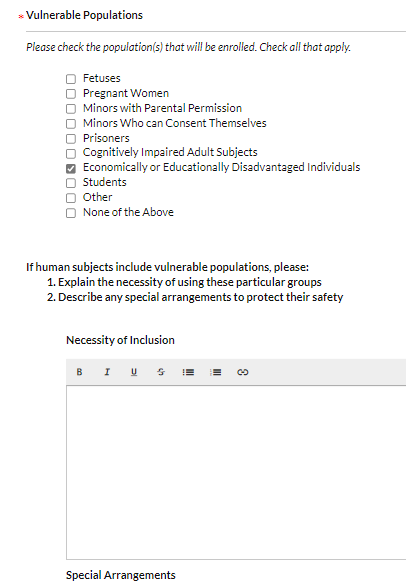 * Vulnerable Populations
Please check the population(s) that will be enrolled. Check all that apply.
Fetuses
Pregnant Women
Minors with Parental Permission
Minors Who can Consent Themselves
Prisoners
Cognitively Impaired Adult Subjects
Economically or Educationally Disadvantaged Individuals
Students
Other
None of the Above
If human subjects include vulnerable populations, please:
1. Explain the necessity of using these particular groups
2. Describe any special arrangements to protect their safety
Necessity of Inclusion
B I U S
Special Arrangements